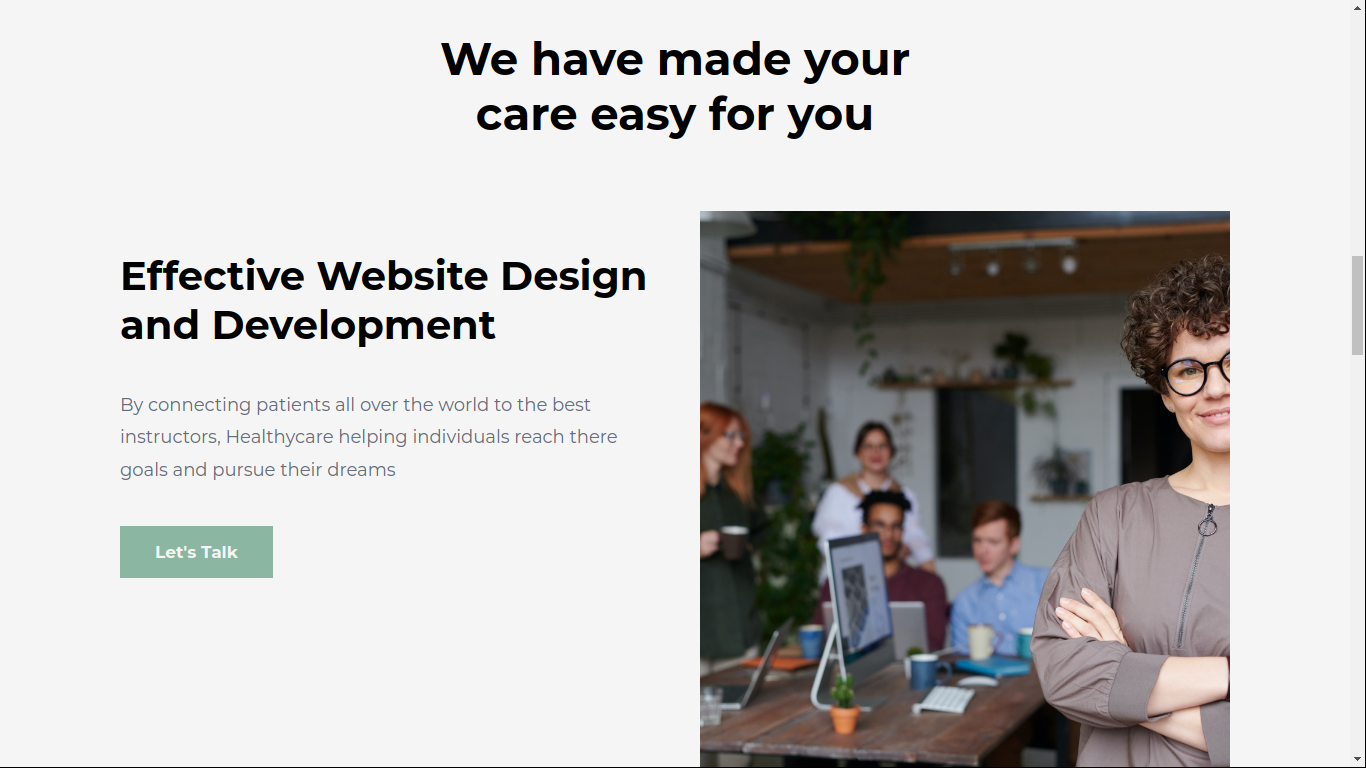 We have made your
care easy for you
Effective Website Design
and Development
By connecting patients all over the world to the best
instructors, Healthycare helping individuals reach there
goals and pursue their dreams
Let's Talk